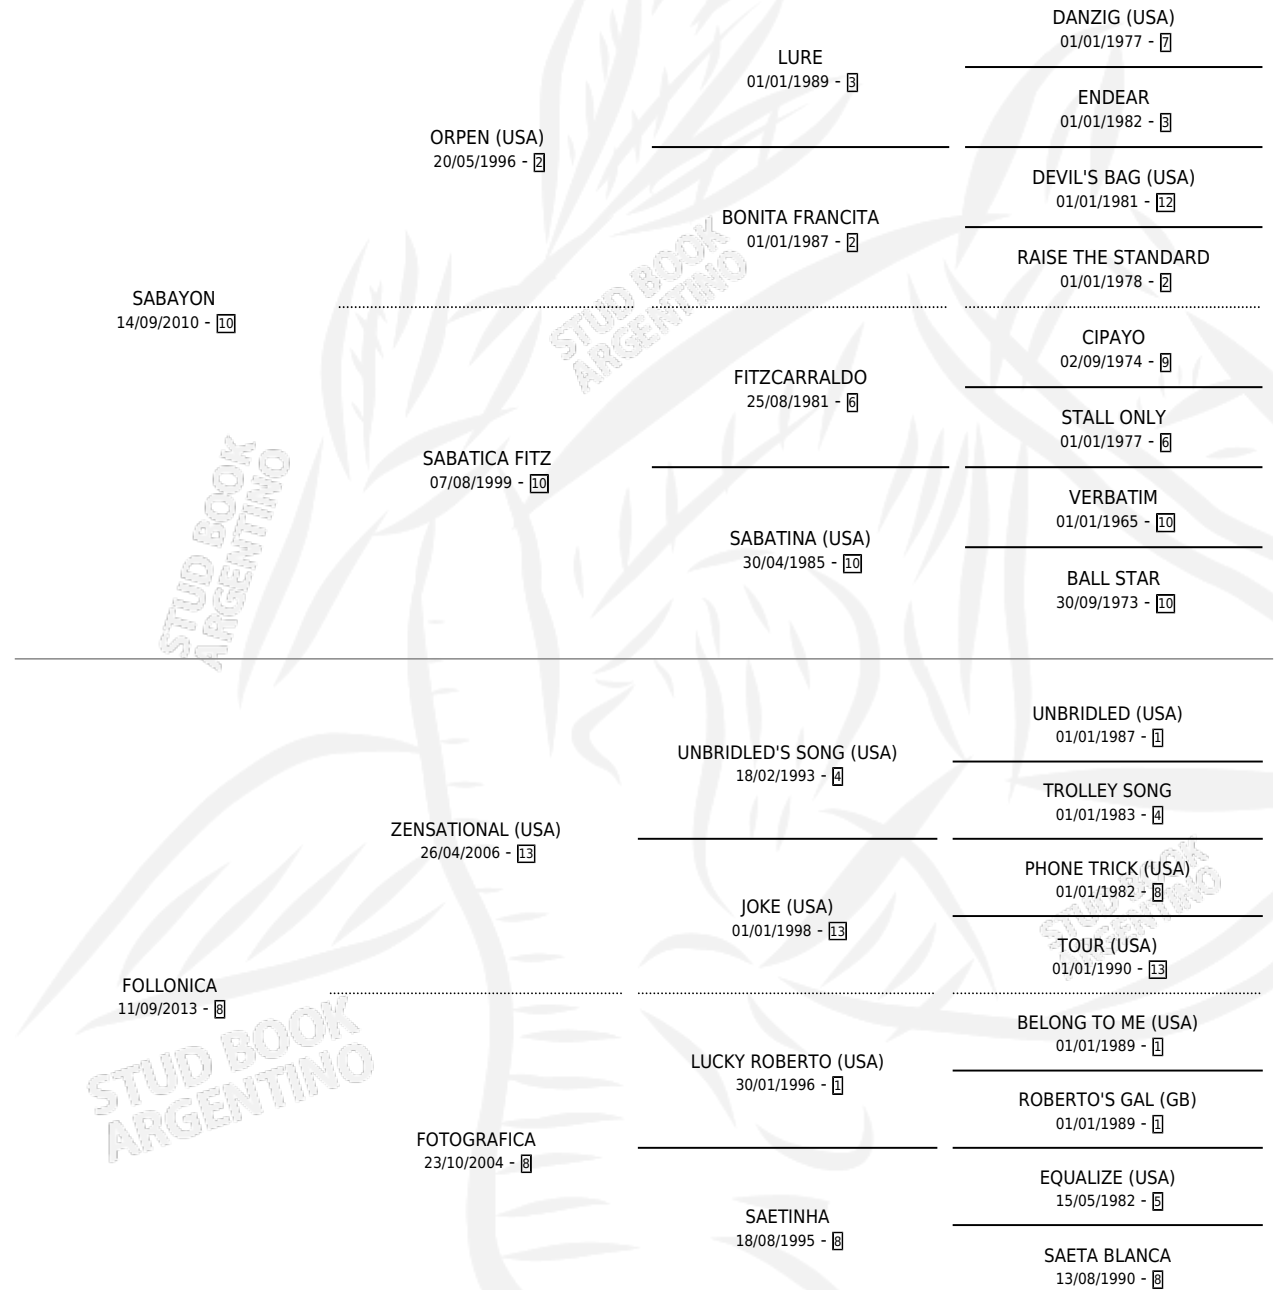 DANZIG (USA)
01/01/1977 - 7
LURE
01/01/1989 - 3
ENDEAR
01/01/1982 - 3
ORPEN (USA)
20/05/1996 - 2
DEVIL'S BAG (USA)
01/01/1981 - 12
BONITA FRANCITA
01/01/1987 - 2
RAISE THE STANDARD
01/01/1978 - 2
SABAYON
14/09/2010 - 10
CIPAYO
02/09/1974 - 9
FITZCARRALDO
25/08/1981 - 6
STALL ONLY
01/01/1977 - 6
SABATICA FITZ
07/08/1999 - 10
VERBATIM
01/01/1965 - 10
SABATINA (USA)
30/04/1985 - 10
BALL STAR
30/09/1973 - 10
UNBRIDLED (USA)
01/01/1987 - 1
UNBRIDLED'S SONG (USA)
18/02/1993 - 4
TROLLEY SONG
01/01/1983 - 4
ZENSATIONAL (USA)
26/04/2006 - 13
PHONE TRICK (USA)
01/01/1982 - 8
JOKE (USA)
01/01/1998 - 13
TOUR (USA)
01/01/1990 - 13
FOLLONICA
11/09/2013 - 8
BELONG TO ME (USA)
01/01/1989 - 1
LUCKY ROBERTO (USA)
30/01/1996 - 1
ROBERTO'S GAL (GB)
01/01/1989 - 1
FOTOGRAFICA
23/10/2004 - 8
EQUALIZE (USA)
15/05/1982 - 5
SAETINHA
18/08/1995 - 8
SAETA BLANCA
13/08/1990 - 8
STUD BOOK
ARGENTINO
STUD BOOK
ARGENTINO
STUD BOOK
ARGENTINO
STUD BOOK
ARGENTINO